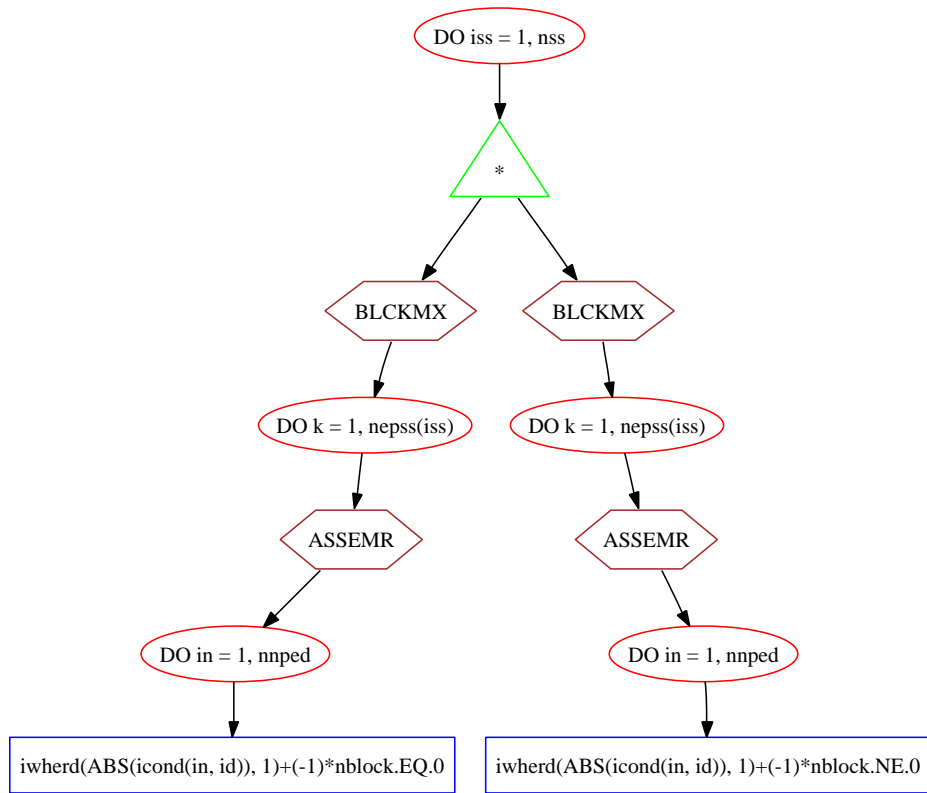 DO iss = 1, nss
*
BLCKMX
BLCKMX
DO k = 1, nepss(iss)
DO k = 1, nepss(iss)
ASSEMR
ASSEMR
DO in = 1, nnped
DO in = 1, nnped
iwherd(ABS(icond(in, id)), 1)+(-1)*nblock.EQ.0
iwherd(ABS(icond(in, id)), 1)+(-1)*nblock.NE.0